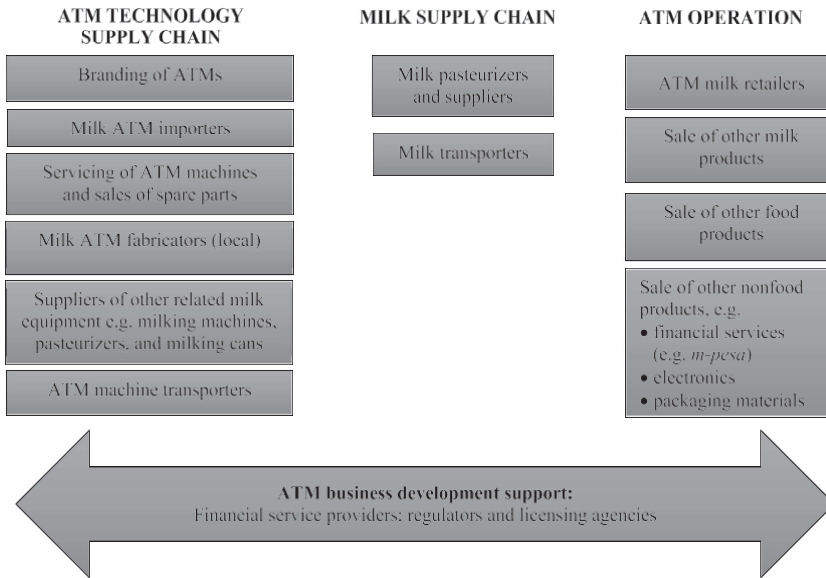 ATM TECHNOLOGY
SUPPLY CHAIN
Branding of ATMs
Milk ATM importers
Servicing of ATM machines
and sales of spare parts
Milk ATM fabricators (local)
Suppliers of other related milk
equipment e.g. milking machines,
pasteurizers, and milking cans
ATM machine transporters
MILK SUPPLY CHAIN
Milk pasteurizers
and suppliers
Milk transporters
ATM OPERATION
ATM milk retailers
Sale of other milk
products
Sale of other food
products
Sale of other nonfood
products, e.g.
• financial services
(e.g. m-pesa)
• electronics
• packaging materials
ATM business development support:
Financial service providers; regulators and licensing agencies